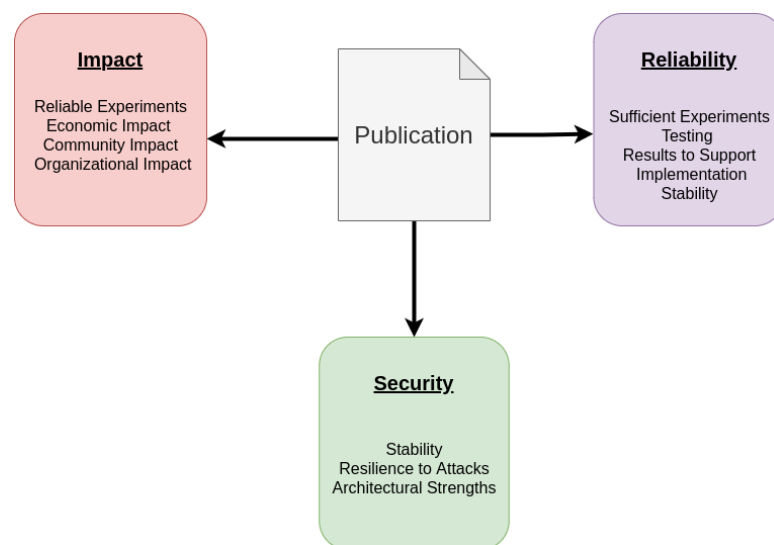 Impact
Reliable Experiments
Economic Impact
Community Impact
Organizational Impact
Publication
Reliability
Sufficient Experiments
Testing
Results to Support
Implementation
Stability
Security
Stability
Resilience to Attacks
Architectural Strengths